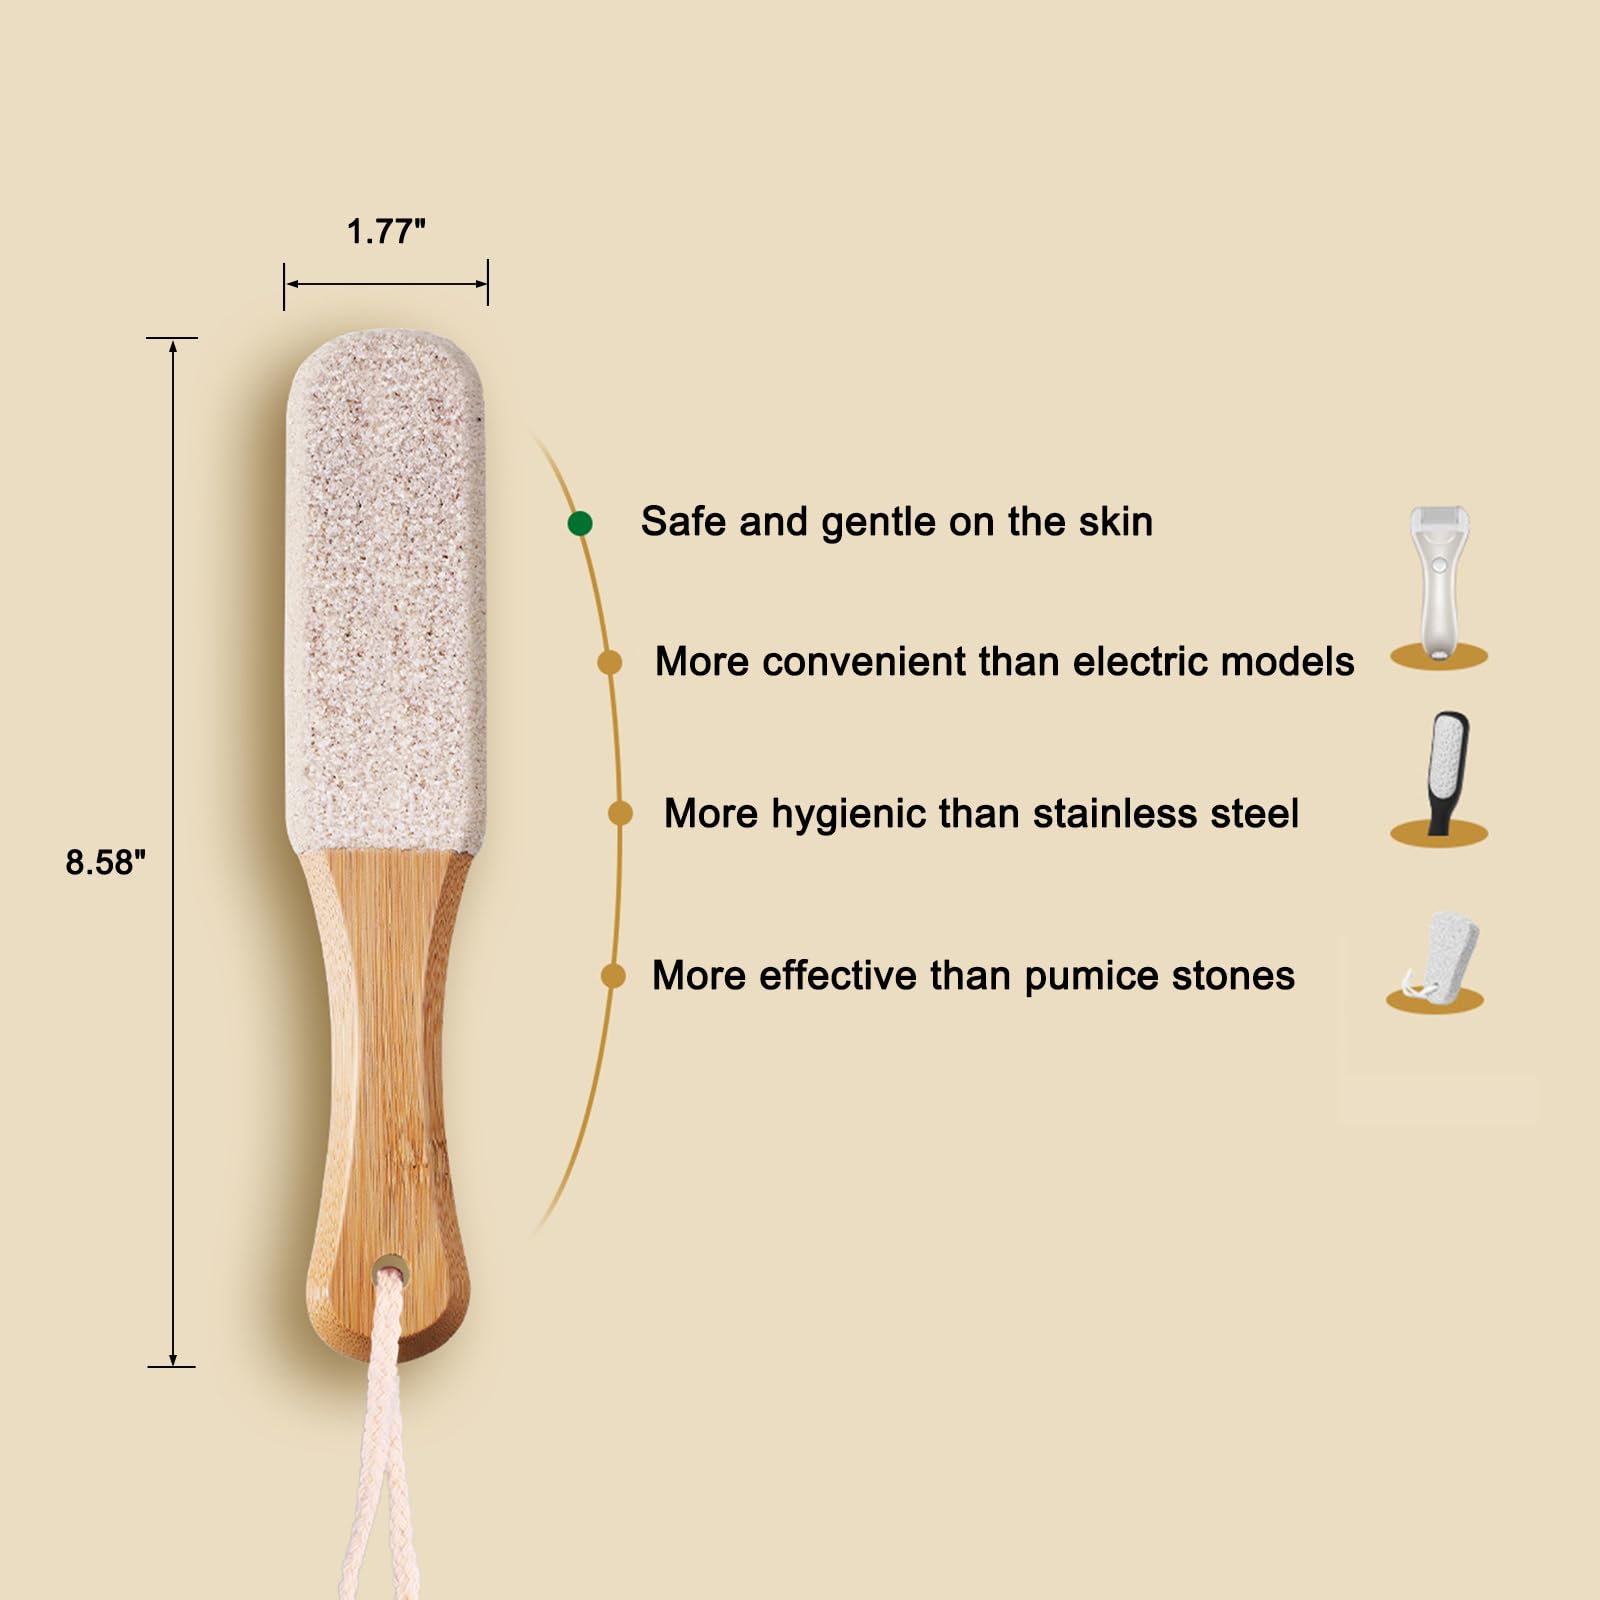 1.77"
8.58"
Safe and gentle on the skin
More convenient than electric models
More hygienic than stainless steel
More effective than pumice stones